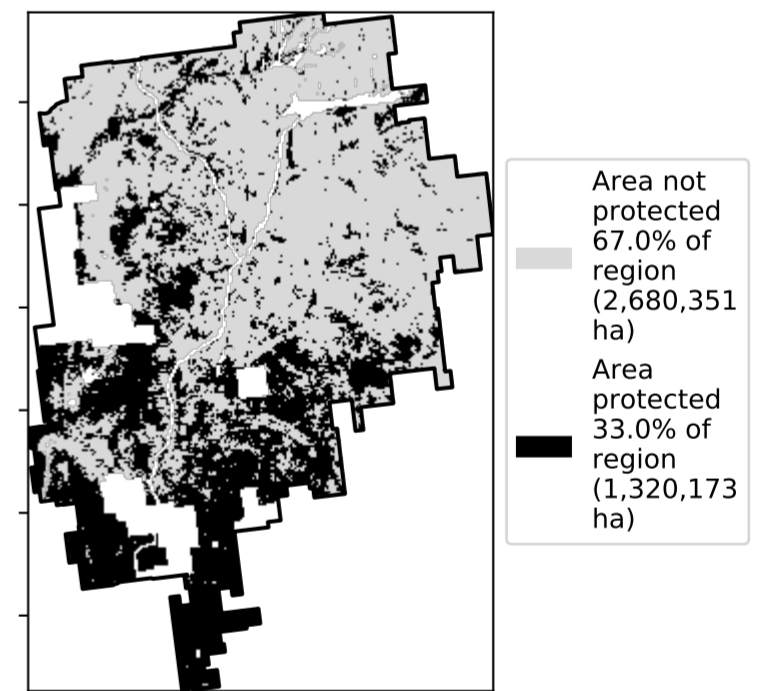 Area not
protected
67.0% of
region
(2,680,351
ha)
Area
protected
33.0% of
region
(1,320,173
ha)